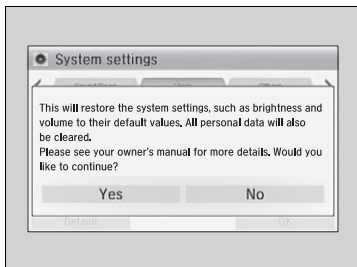 System settings
Others
This will restore the system settings, such as brightness and
volume to their default values. All personal data will also
be cleared.
Please see your owner's manual for more details. Would you
like to continue?
Yes No
Default OK